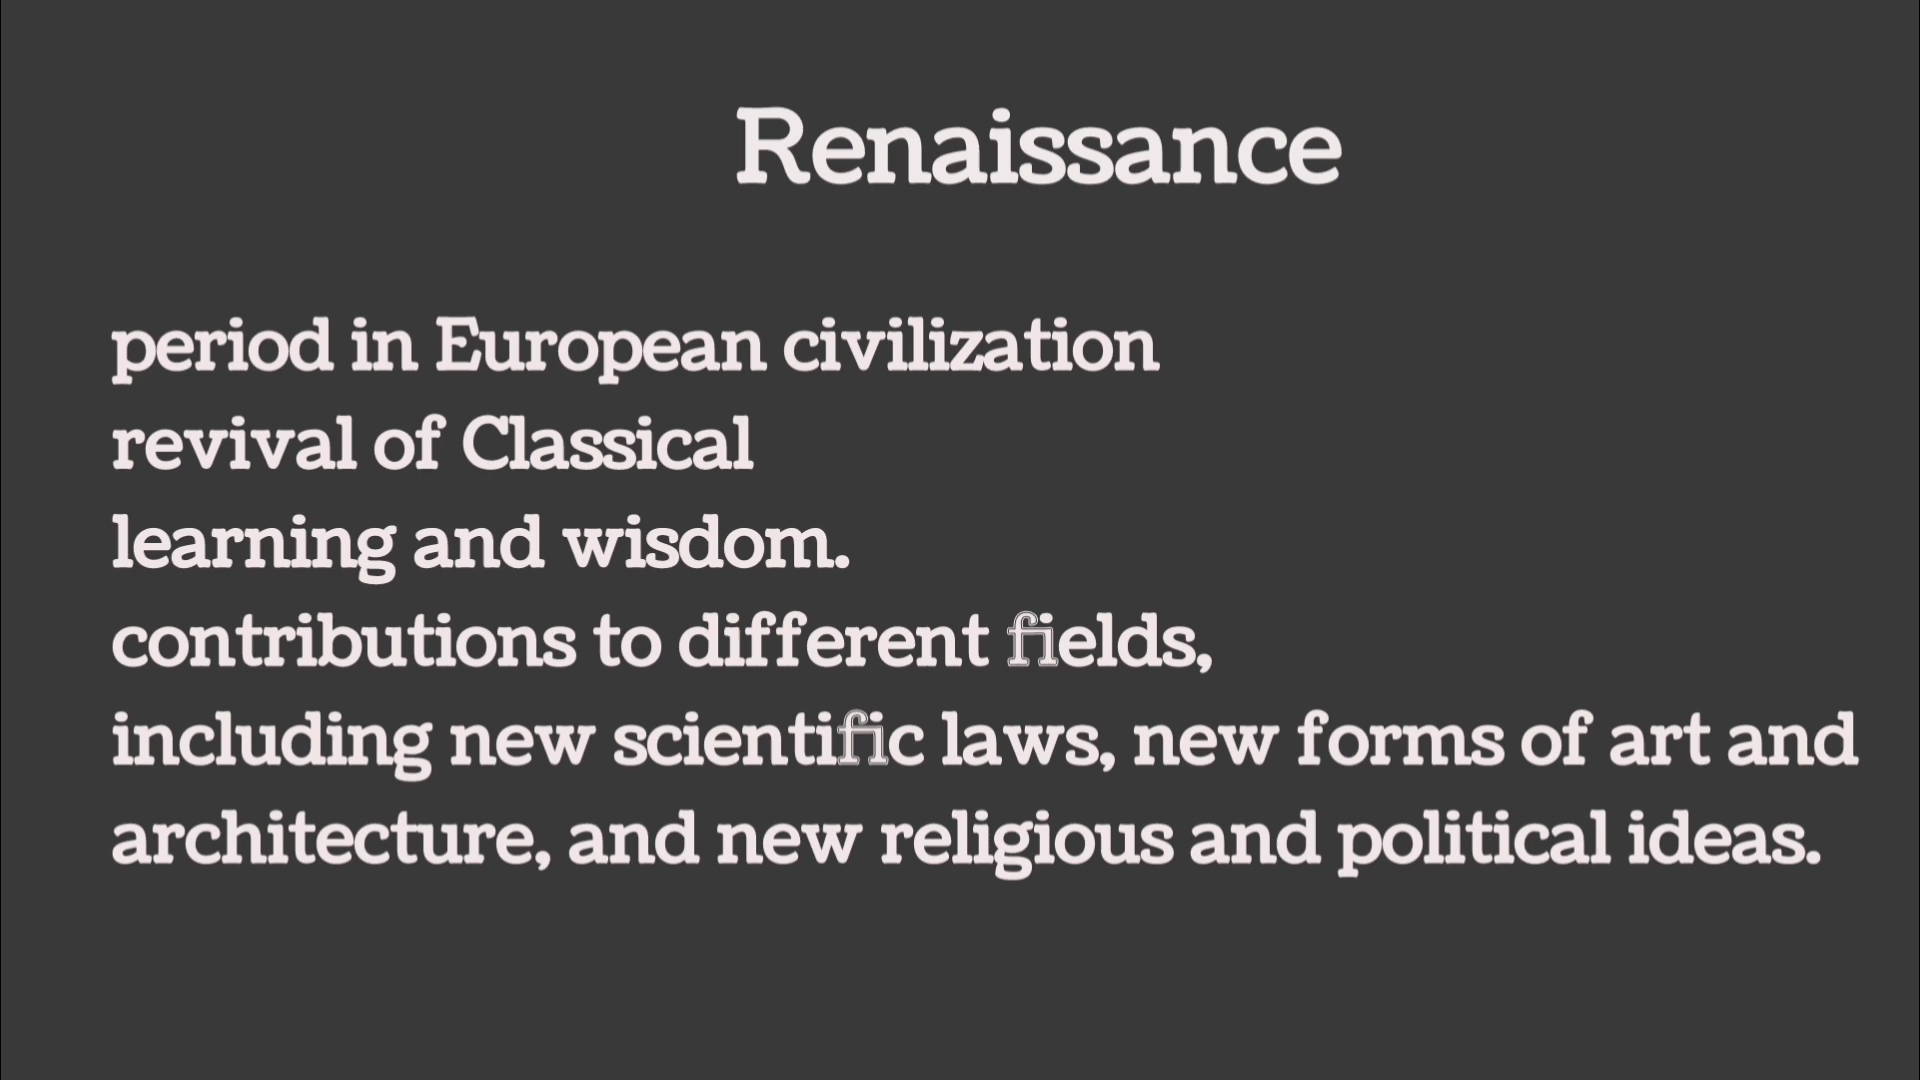 Renaissance
period in European civilization
revival of Classical
learning and wisdom.
contributions to different fields,
including new scientific laws, new forms of art and
architecture, and new religious and political ideas.